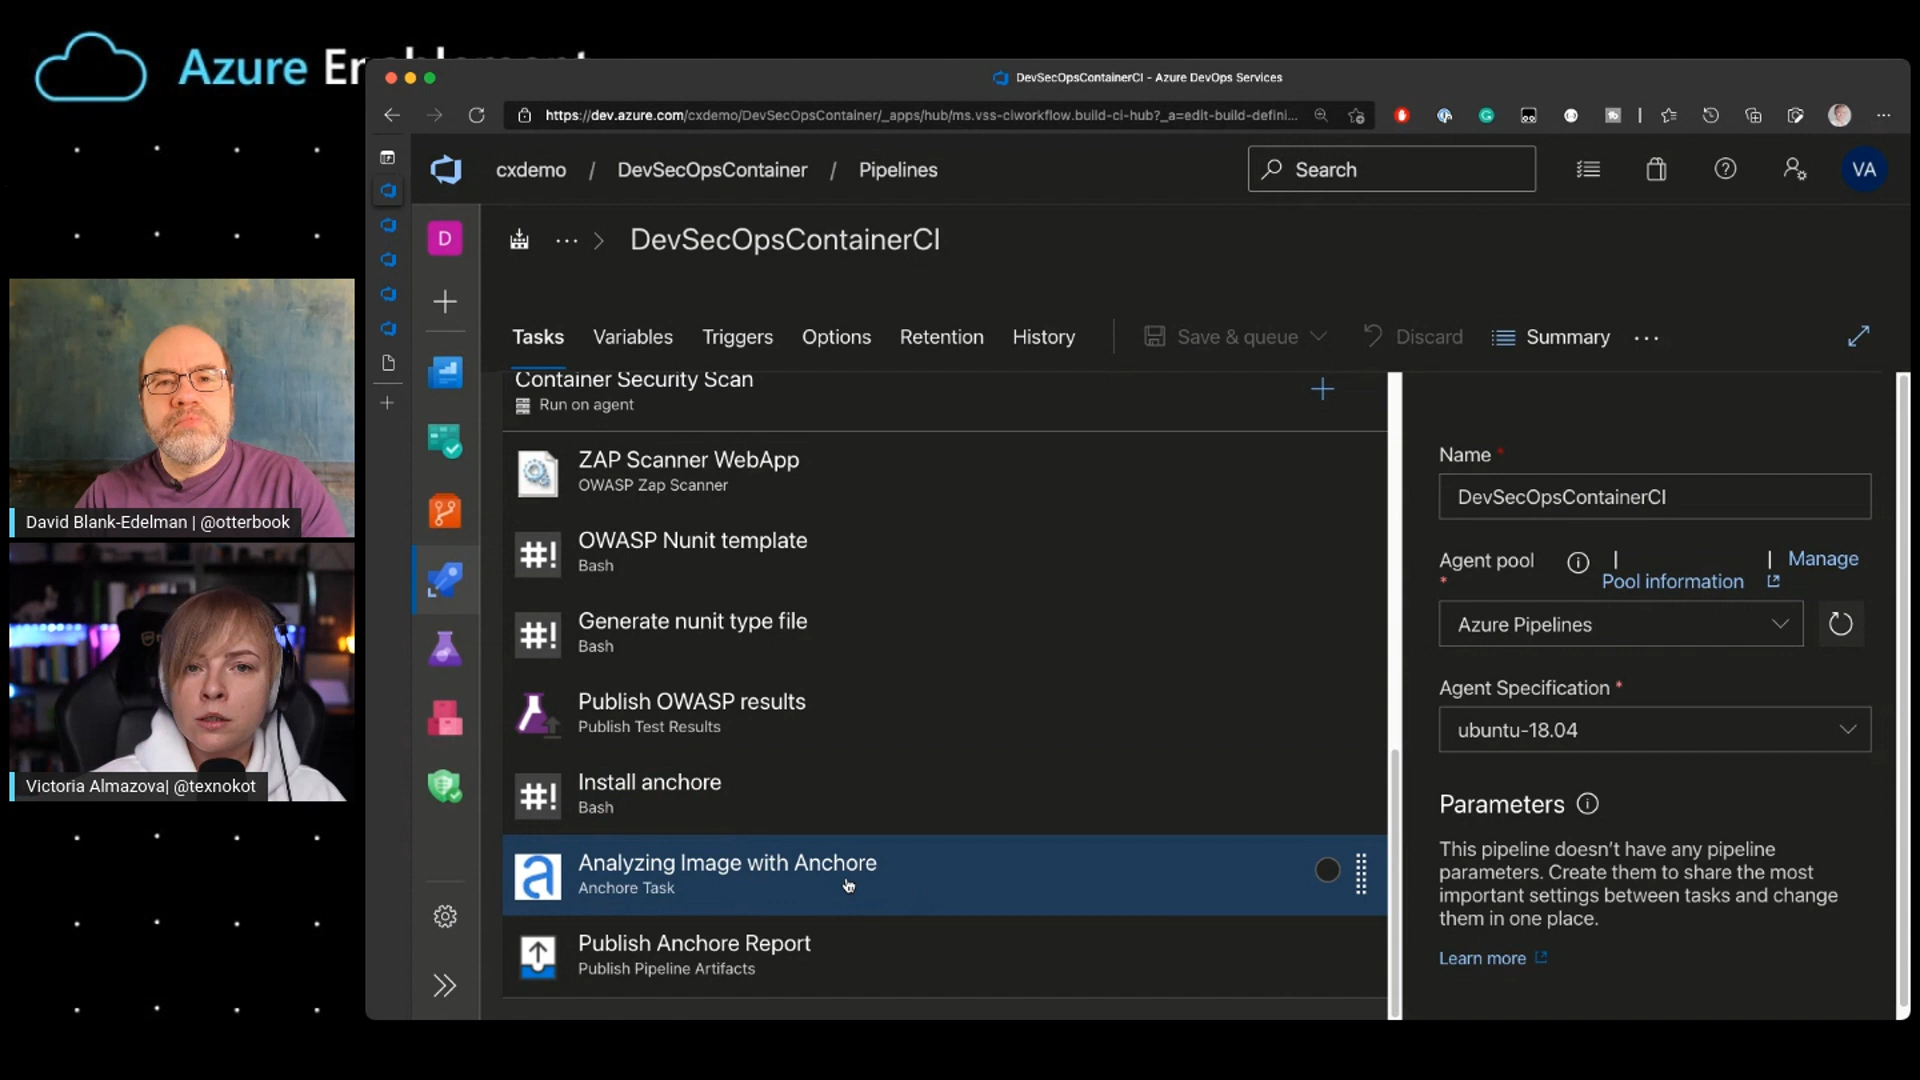 Azure Enablement
DevSecOpsContainerCI - Azure DevOps Services
https://dev.azure.com/cxdemo/DevSecOpsContainer/_apps/hub/ms.vss-ciworkflow.build-ci-hub?_a=edit-build-defini...
cxdemo / DevSecOpsContainer / Pipelines
Search
VA
D
DevSecOpsContainerCI
Tasks Variables Triggers Options Retention History
Save & queue Discard Summary
Container Security Scan
Run on agent
ZAP Scanner WebApp
OWASP Zap Scanner
OWASP Nunit template
Bash
Generate nunit type file
Bash
Publish OWASP results
Publish Test Results
Install anchore
Bash
Analyzing Image with Anchore
Anchore Task
Publish Anchore Report
Publish Pipeline Artifacts
Name *
DevSecOpsContainerCI
Agent pool * | Pool information | Manage
Azure Pipelines
Agent Specification *
ubuntu-18.04
Parameters
This pipeline doesn't have any pipeline
parameters. Create them to share the most
important settings between tasks and change
them in one place.
Learn more
David Blank-Edelman | @otterbook
Victoria Almazova| @texnokot